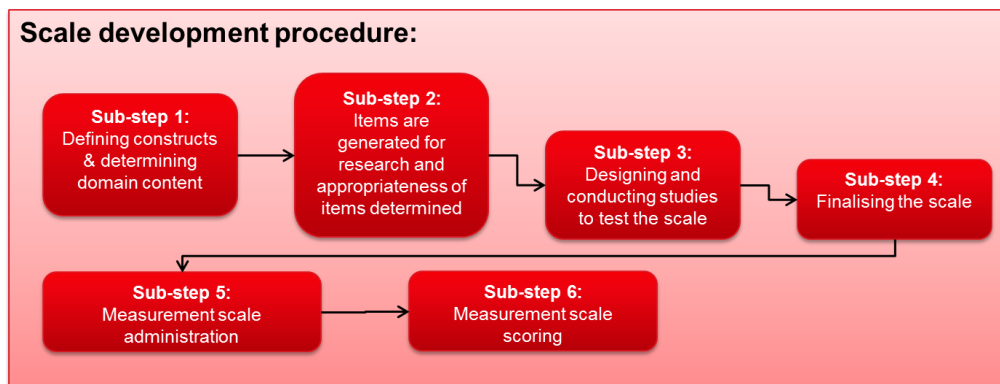 Scale development procedure:
Sub-step 1:
Defining constructs
& determining
domain content
Sub-step 2:
Items are
generated for
research and
appropriateness of
items determined
Sub-step 3:
Designing and
conducting studies
to test the scale
Sub-step 4:
Finalising the scale
Sub-step 5:
Measurement scale
administration
Sub-step 6:
Measurement scale
scoring